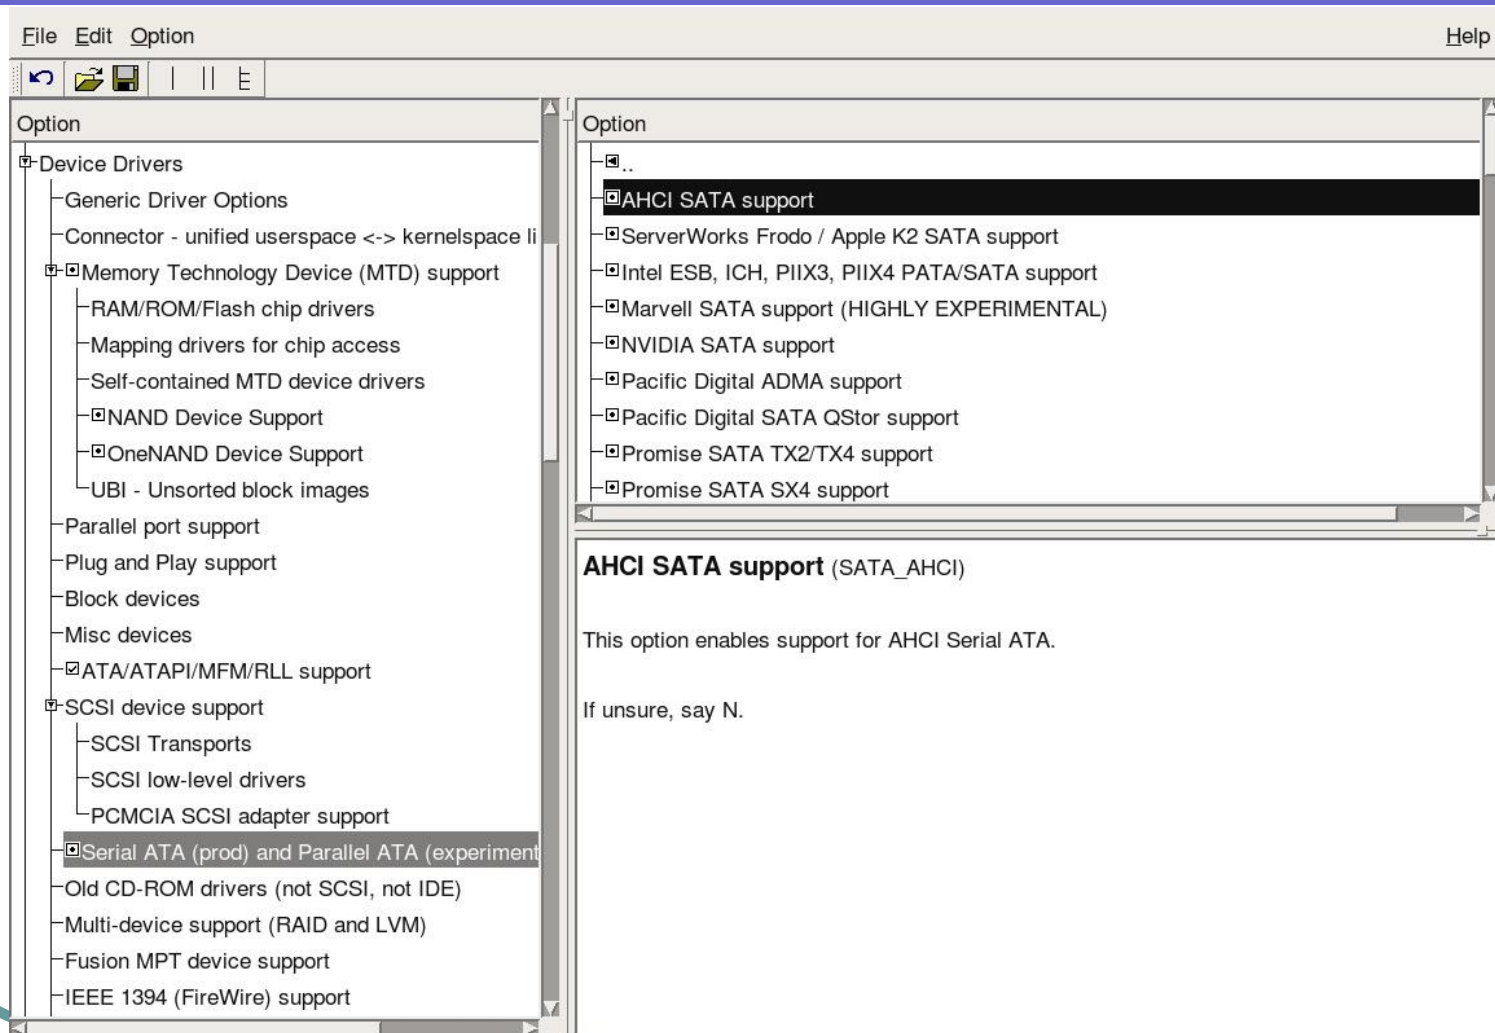 File Edit Option Help
Option
Device Drivers
Generic Driver Options
Connector - unified userspace <-> kernelspace li
Memory Technology Device (MTD) support
RAM/ROM/Flash chip drivers
Mapping drivers for chip access
Self-contained MTD device drivers
NAND Device Support
OneNAND Device Support
UBI - Unsorted block images
Parallel port support
Plug and Play support
Block devices
Misc devices
ATA/ATAPI/MFM/RLL support
SCSI device support
SCSI Transports
SCSI low-level drivers
PCMCIA SCSI adapter support
Serial ATA (prod) and Parallel ATA (experiment
Old CD-ROM drivers (not SCSI, not IDE)
Multi-device support (RAID and LVM)
Fusion MPT device support
IEEE 1394 (FireWire) support
Option
..
AHCI SATA support
ServerWorks Frodo / Apple K2 SATA support
Intel ESB, ICH, PIIX3, PIIX4 PATA/SATA support
Marvell SATA support (HIGHLY EXPERIMENTAL)
NVIDIA SATA support
Pacific Digital ADMA support
Pacific Digital SATA QStor support
Promise SATA TX2/TX4 support
Promise SATA SX4 support
AHCI SATA support (SATA_AHCI)
This option enables support for AHCI Serial ATA.
If unsure, say N.